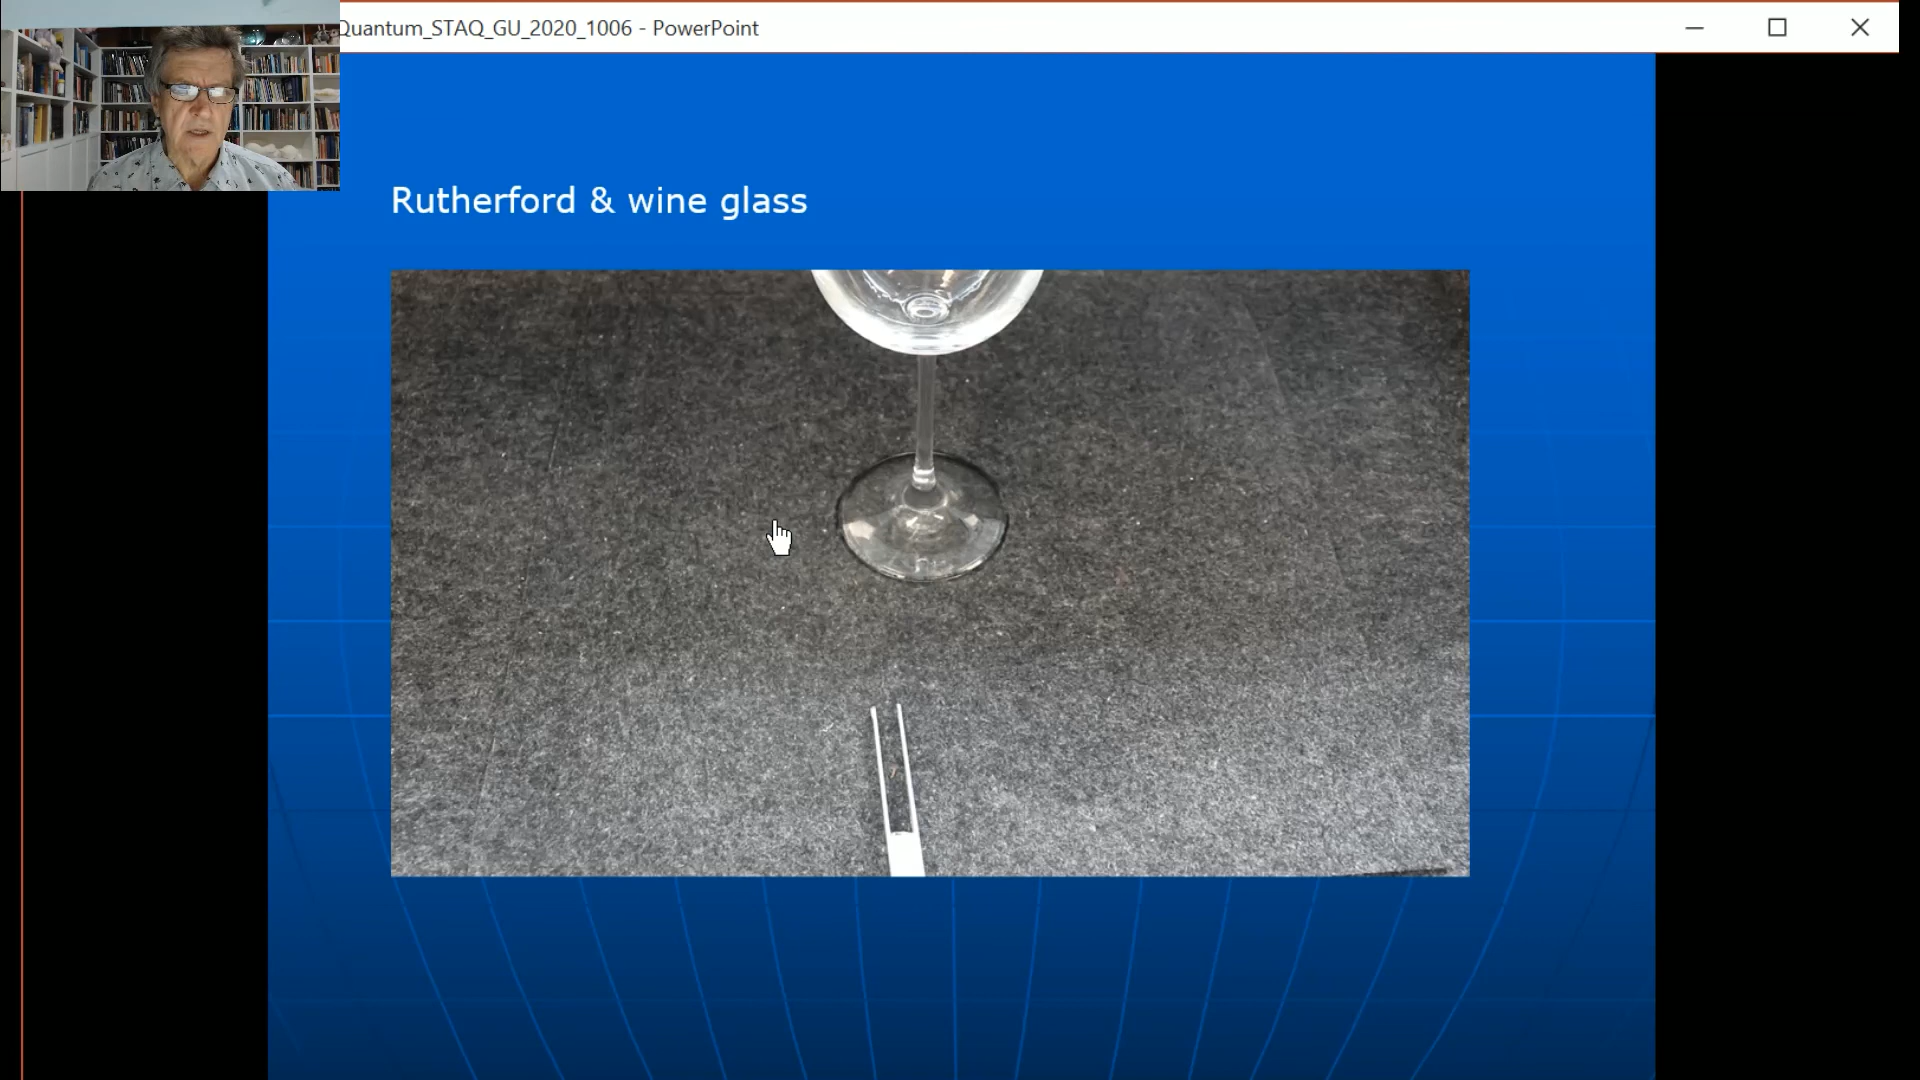 Quantum_STAQ_GU_2020_1006 - PowerPoint
Rutherford & wine glass